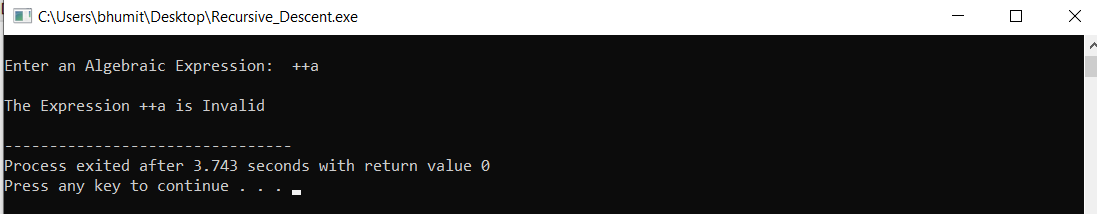 C:\Users\bhumit\Desktop\Recursive_Descent.exe
Enter an Algebraic Expression:  ++a
The Expression ++a is Invalid
--------------------------------
Process exited after 3.743 seconds with return value 0
Press any key to continue . . .